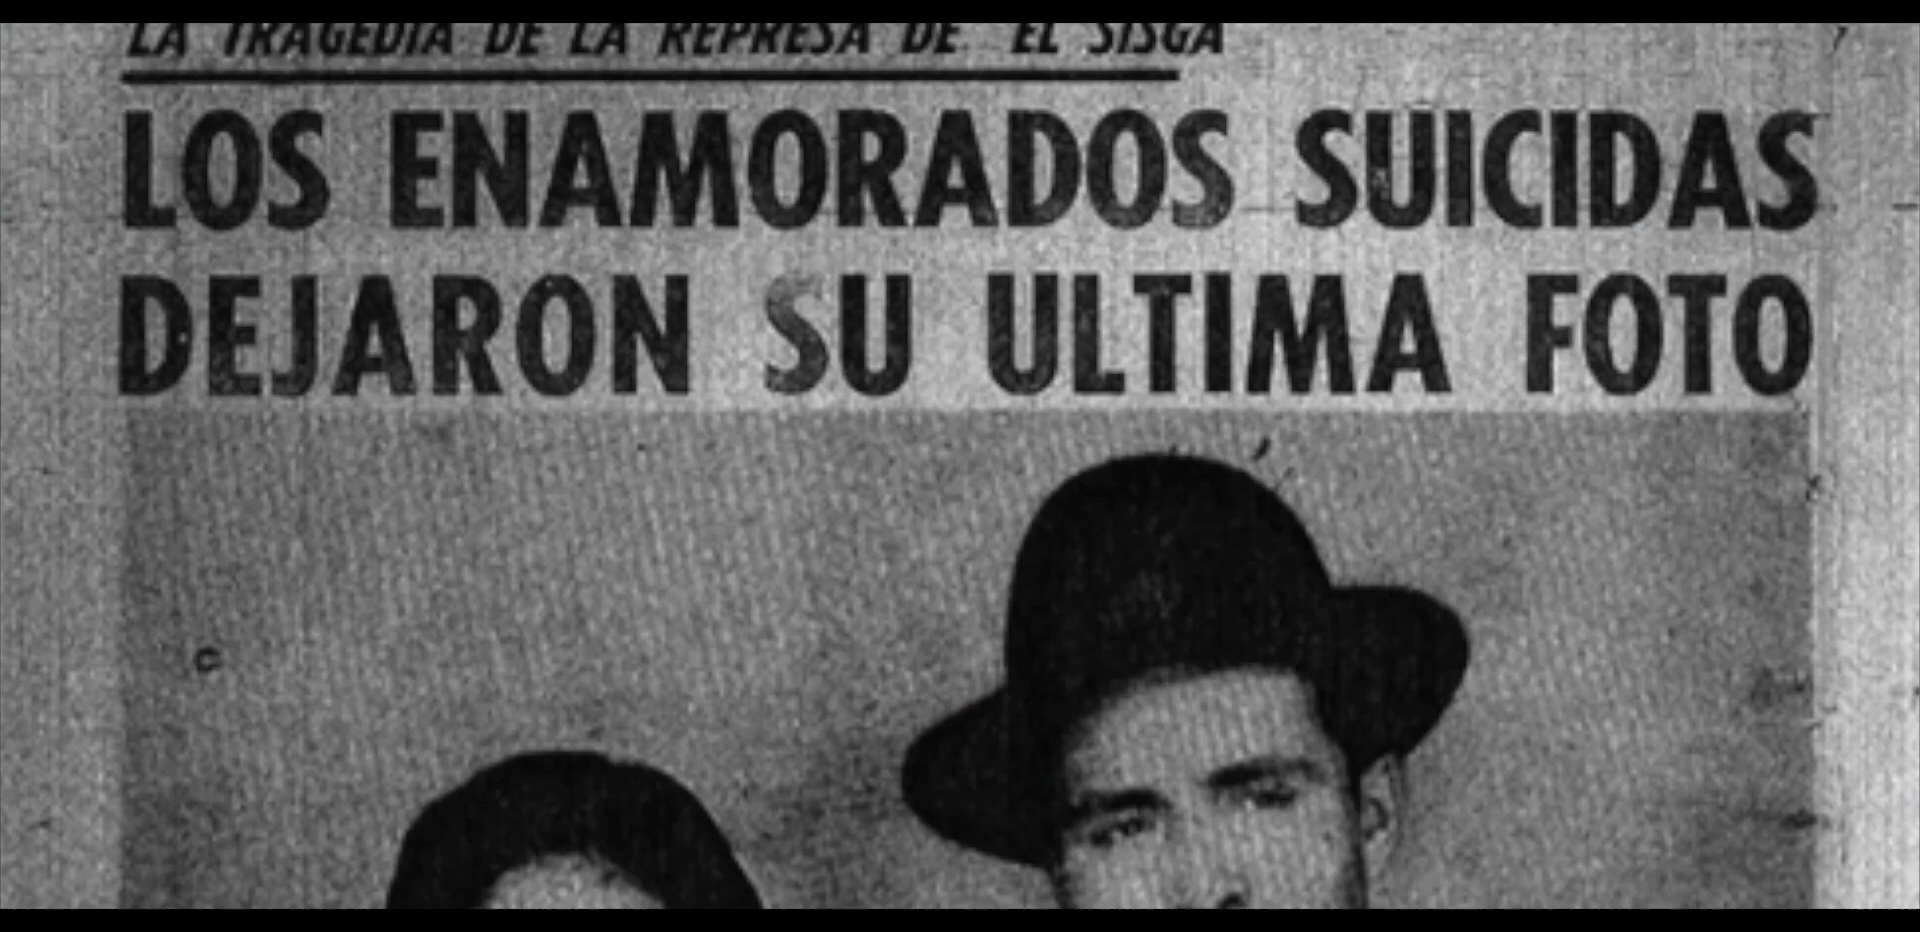 LA TRAGEDIA DE LA REPRESA DE "EL SISGA
LOS ENAMORADOS SUICIDAS
DEJARON SU ULTIMA FOTO